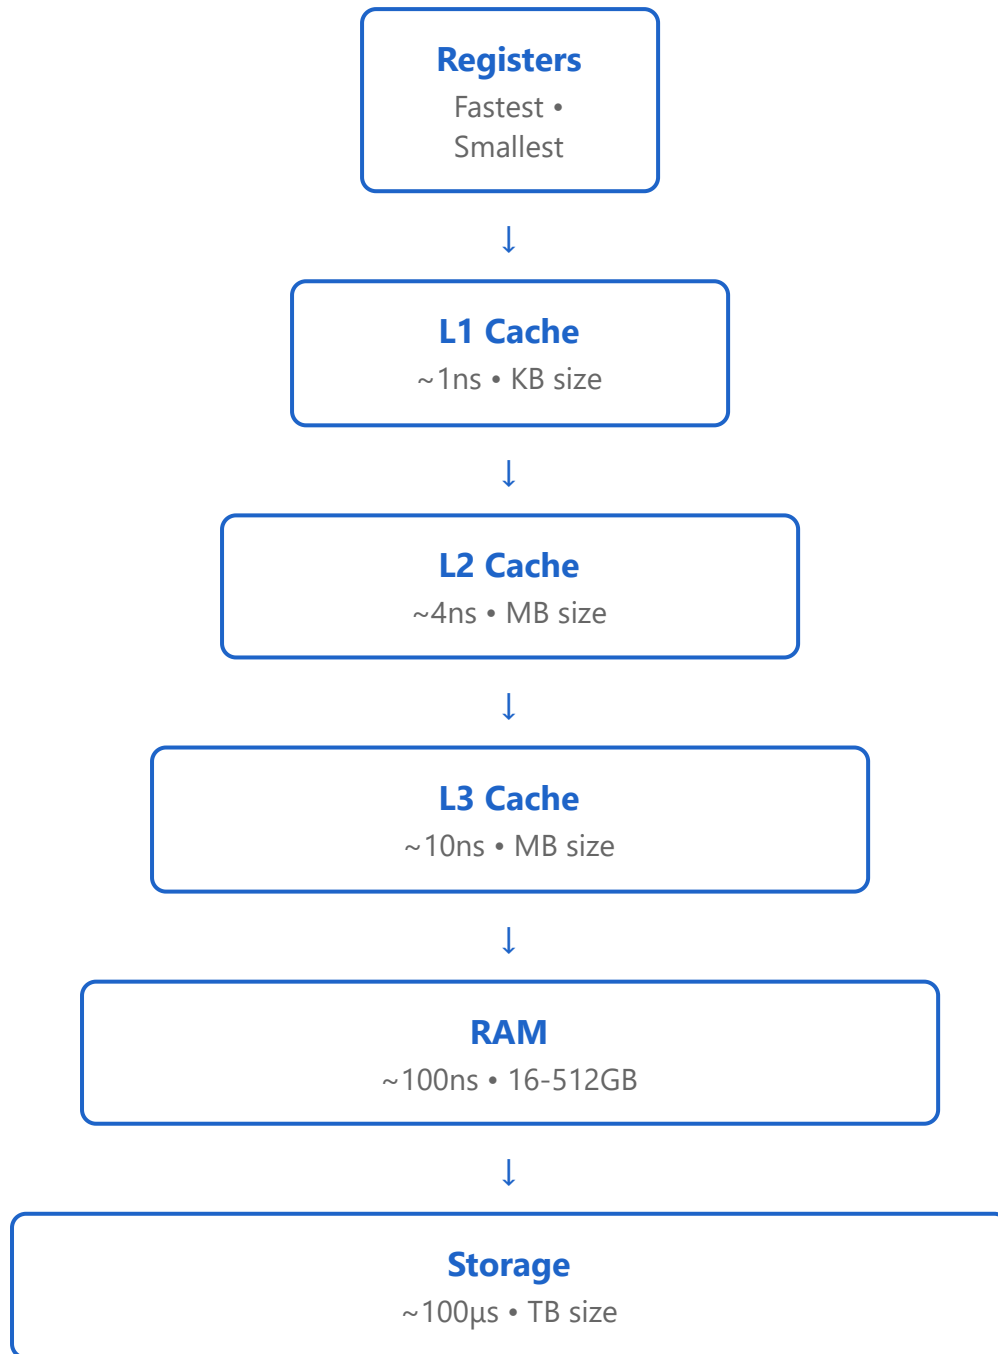 Registers
Fastest •
Smallest
↓
L1 Cache
~1ns • KB size
↓
L2 Cache
~4ns • MB size
↓
L3 Cache
~10ns • MB size
↓
RAM
~100ns • 16-512GB
↓
Storage
~100μs • TB size